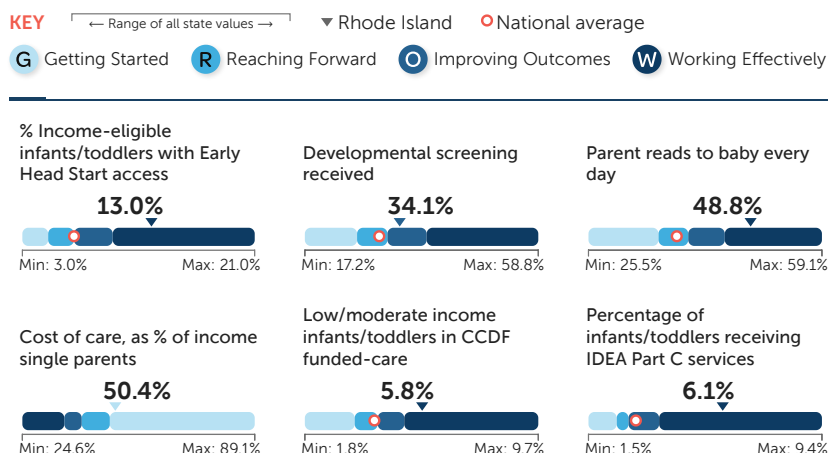 KEY ← Range of all state values → Rhode Island National average
G Getting Started R Reaching Forward O Improving Outcomes W Working Effectively
% Income-eligible
infants/toddlers with Early
Head Start access
13.0%
Min: 3.0% Max: 21.0%
Developmental screening
received
34.1%
Min: 17.2% Max: 58.8%
Parent reads to baby every
day
48.8%
Min: 25.5% Max: 59.1%
Cost of care, as % of income
single parents
50.4%
Min: 24.6% Max: 89.1%
Low/moderate income
infants/toddlers in CCDF
funded-care
5.8%
Min: 1.8% Max: 9.7%
Percentage of
infants/toddlers receiving
IDEA Part C services
6.1%
Min: 1.5% Max: 9.4%